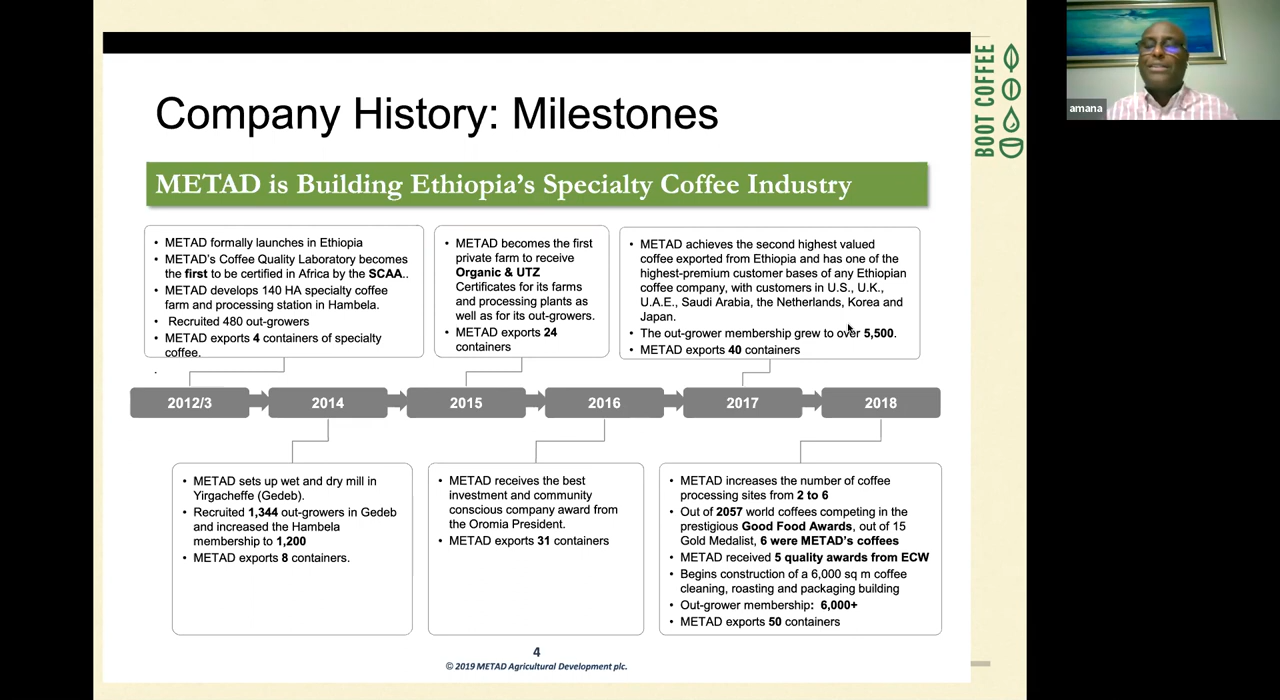 Company History: Milestones
METAD is Building Ethiopia's Specialty Coffee Industry
• METAD formally launches in Ethiopia
• METAD's Coffee Quality Laboratory becomes
the first to be certified in Africa by the SCAA..
• METAD develops 140 HA specialty coffee
farm and processing station in Hambela.
• Recruited 480 out-growers
• METAD exports 4 containers of specialty
coffee.
.
• METAD becomes the first
private farm to receive
Organic & UTZ
Certificates for its farms
and processing plants as
well as for its out-growers.
• METAD exports 24
containers
• METAD achieves the second highest valued
coffee exported from Ethiopia and has one of the
highest-premium customer bases of any Ethiopian
coffee company, with customers in U.S., U.K.,
U.A.E., Saudi Arabia, the Netherlands, Korea and
Japan.
• The out-grower membership grew to over 5,500.
• METAD exports 40 containers
2012/3
2014
2015
2016
2017
2018
• METAD sets up wet and dry mill in
Yirgacheffe (Gedeb).
• Recruited 1,344 out-growers in Gedeb
and increased the Hambela
membership to 1,200
• METAD exports 8 containers.
• METAD receives the best
investment and community
conscious company award from
the Oromia President.
• METAD exports 31 containers
• METAD increases the number of coffee
processing sites from 2 to 6
• Out of 2057 world coffees competing in the
prestigious Good Food Awards, out of 15
Gold Medalist, 6 were METAD's coffees
• METAD received 5 quality awards from ECW
• Begins construction of a 6,000 sq m coffee
cleaning, roasting and packaging building
• Out-grower membership: 6,000+
• METAD exports 50 containers
4
© 2019 METAD Agricultural Development plc.
BOOT COFFEE
amana